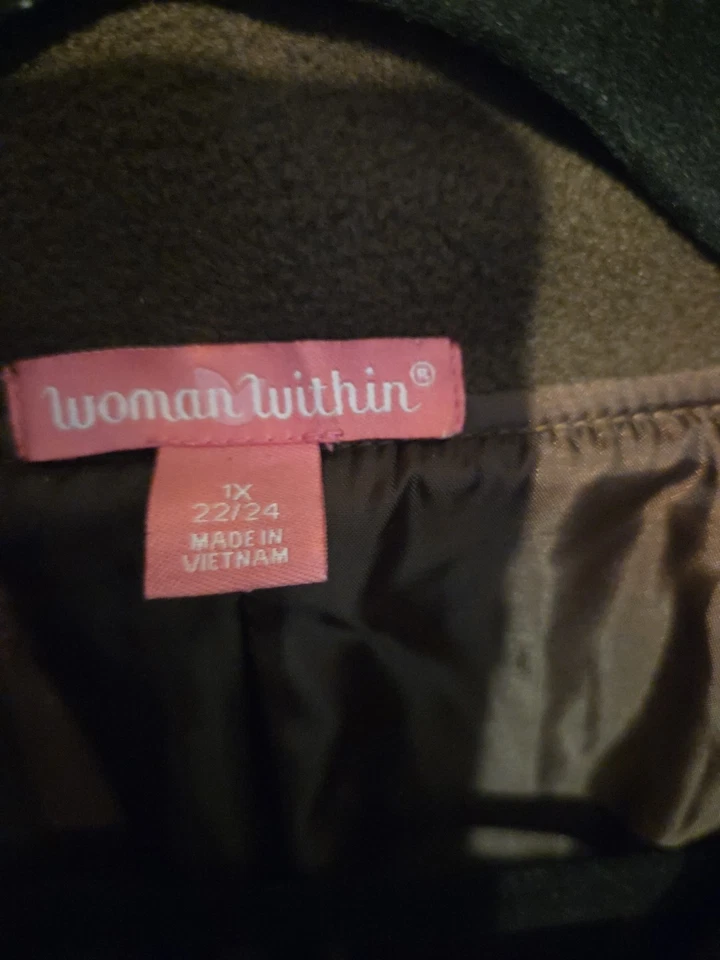 Woman Within®
1X
22/24
MADE IN
VIETNAM